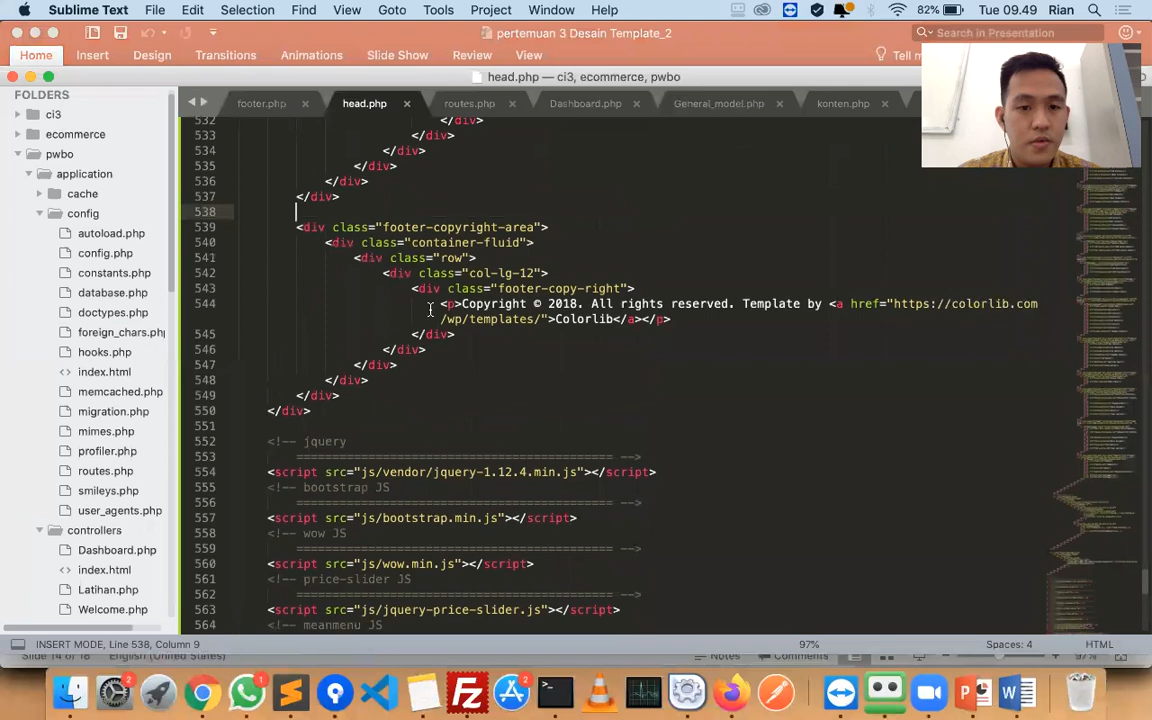 Sublime Text File Edit Selection Find View Goto Tools Project Window Help 82% Tue 09.49 Rian
pertemuan 3 Desain Template_2 Search in Presentation
Home Insert Design Transitions Animations Slide Show Review View Tell m
head.php — ci3, ecommerce, pwbo
FOLDERS
footer.php × head.php × routes.php × Dashboard.php × General_model.php × konten.php ×
ci3
ecommerce
pwbo
application
cache
config
autoload.php
config.php
constants.php
database.php
doctypes.php
foreign_chars.php
hooks.php
index.html
memcached.php
migration.php
mimes.php
profiler.php
routes.php
smileys.php
user_agents.php
controllers
Dashboard.php
index.html
Latihan.php
Welcome.php
532 </div>
533 </div>
534 </div>
535 </div>
536 </div>
537 </div>
538
539 <div class="footer-copyright-area">
540 <div class="container-fluid">
541 <div class="row">
542 <div class="col-lg-12">
543 <div class="footer-copy-right">
544 <p>Copyright © 2018. All rights reserved. Template by <a href="https://colorlib.com
/wp/templates/">Colorlib</a></p>
545 </div>
546 </div>
547 </div>
548 </div>
549 </div>
550 </div>
551
552 <!-- jquery
553 ============================================ -->
554 <script src="js/vendor/jquery-1.12.4.min.js"></script>
555 <!-- bootstrap JS
556 ============================================ -->
557 <script src="js/bootstrap.min.js"></script>
558 <!-- wow JS
559 ============================================ -->
560 <script src="js/wow.min.js"></script>
561 <!-- price-slider JS
562 ============================================ -->
563 <script src="js/jquery-price-slider.js"></script>
564 <!-- meanmenu JS
INSERT MODE, Line 538, Column 9 97% Spaces: 4 HTML
Slide 14 of 18 English (United States) Notes Comments 97%
2 1 2